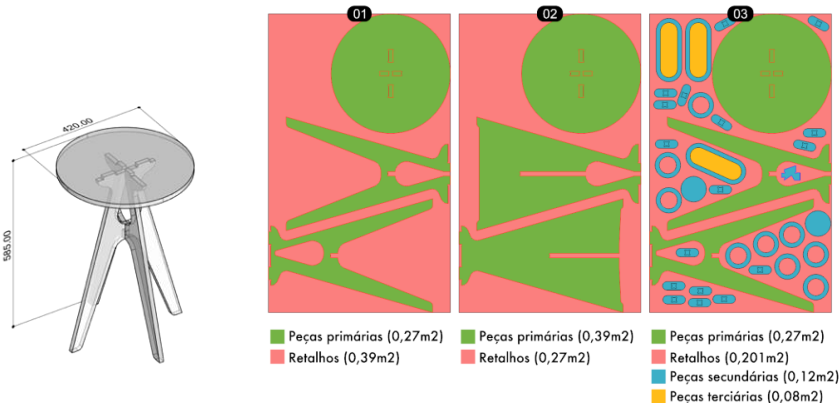 420.00
585.00
01
02
03
Peças primárias (0,27m2)
Retalhos (0,39m2)
Peças primárias (0,39m2)
Retalhos (0,27m2)
Peças primárias (0,27m2)
Retalhos (0,201m2)
Peças secundárias (0,12m2)
Peças terciárias (0,08m2)